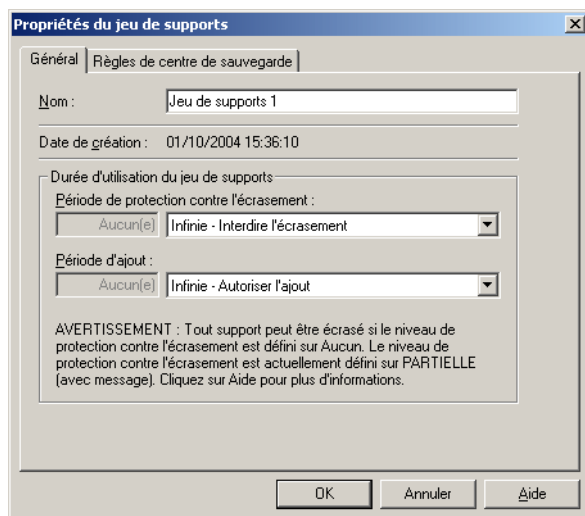 Propriétés du jeu de supports
Général
Règles de centre de sauvegarde
Nom :
Jeu de supports 1
Date de création :
01/10/2004 15:36:10
Durée d'utilisation du jeu de supports
Période de protection contre l'écrasement :
Aucun(e)
Infinie - Interdire l'écrasement
Période d'ajout :
Aucun(e)
Infinie - Autoriser l'ajout
AVERTISSEMENT : Tout support peut être écrasé si le niveau de
protection contre l'écrasement est défini sur Aucun. Le niveau de
protection contre l'écrasement est actuellement défini sur PARTIELLE
(avec message). Cliquez sur Aide pour plus d'informations.
OK
Annuler
Aide